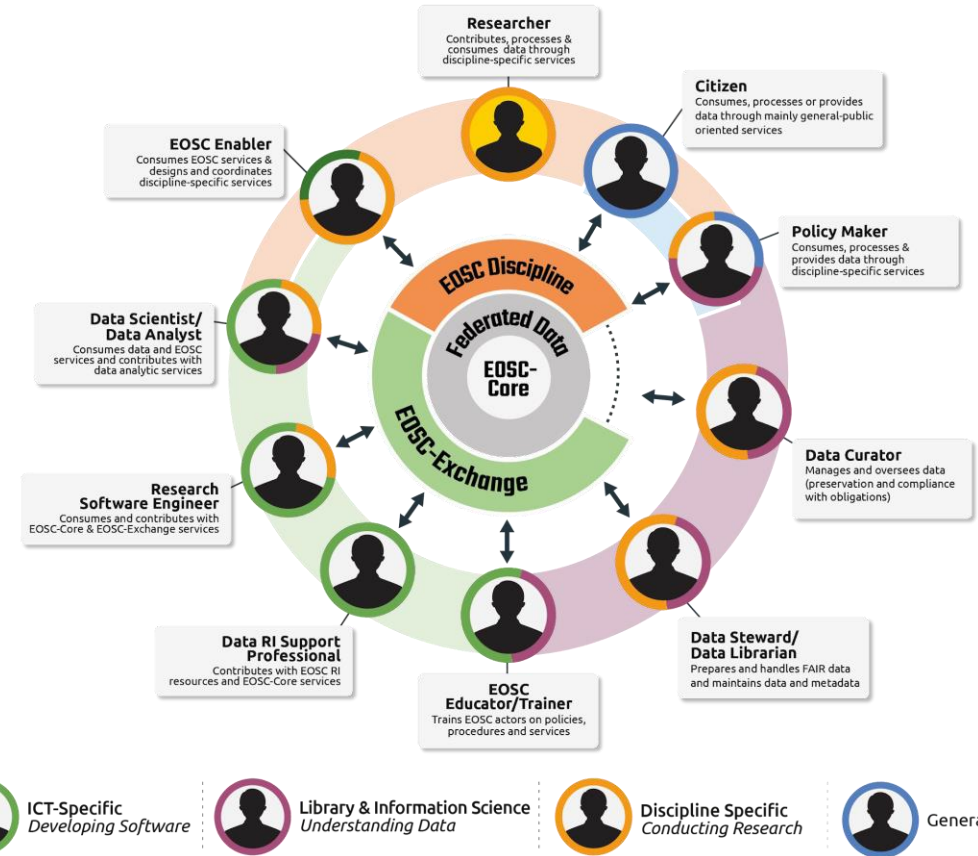 Researcher
Contributes, processes &
consumes data through
discipline-specific services
Citizen
Consumes, processes or provides
data through mainly general-public
oriented services
EOSC Enabler
Consumes EOSC services &
designs and coordinates
discipline-specific services
Policy Maker
Consumes, processes &
provides data through
discipline-specific services
EOSC Discipline
Federated Data
EOSC-
Core
EOSC-Exchange
Data Scientist/
Data Analyst
Consumes data and EOSC
services and contributes with
data analytic services
Data Curator
Manages and oversees data
(preservation and compliance
with obligations)
Research
Software Engineer
Consumes and contributes with
EOSC-Core & EOSC-Exchange services
Data RI Support
Professional
Contributes with EOSC RI
resources and EOSC-Core services
Data Steward/
Data Librarian
Prepares and handles FAIR data
and maintains data and metadata
EOSC
Educator/Trainer
Trains EOSC actors on policies,
procedures and services
ICT-Specific
Developing Software
Library & Information Science
Understanding Data
Discipline Specific
Conducting Research
Genera